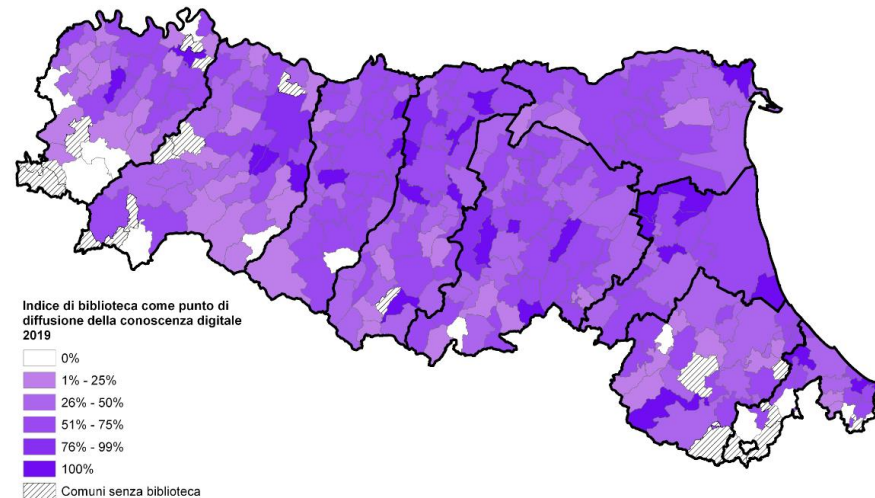 Indice di biblioteca come punto di
diffusione della conoscenza digitale
2019
0%
1% - 25%
26% - 50%
51% - 75%
76% - 99%
100%
Comuni senza biblioteca